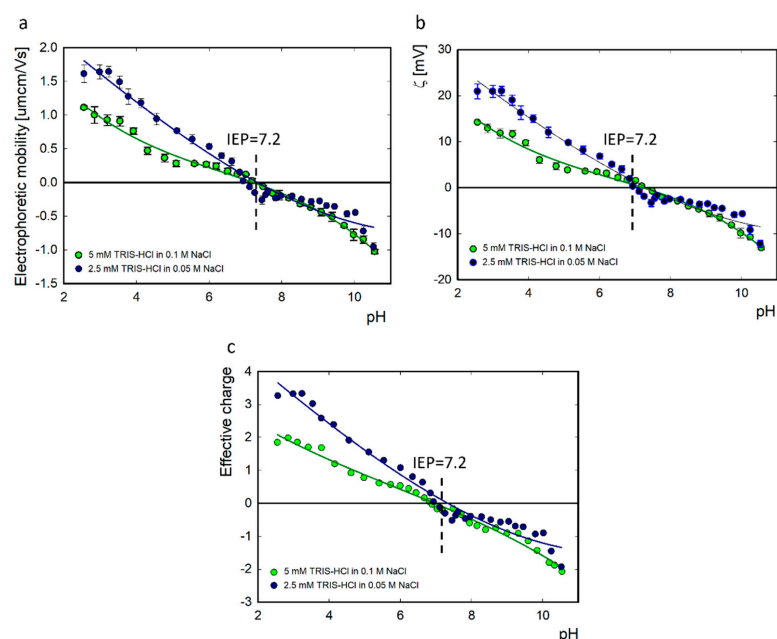 a
Electrophoretic mobility [umcm/Vs]
2.0
1.5
1.0
0.5
0.0
-0.5
-1.0
-1.5
IEP=7.2
5 mM TRIS-HCl in 0.1 M NaCl
2.5 mM TRIS-HCl in 0.05 M NaCl
2 4 6 8 10
pH
b
ζ [mV]
30
20
10
0
-10
-20
IEP=7.2
5 mM TRIS-HCl in 0.1 M NaCl
2.5 mM TRIS-HCl in 0.05 M NaCl
2 4 6 8 10
pH
c
Effective charge
4
3
2
1
0
-1
-2
-3
IEP=7.2
5 mM TRIS-HCl in 0.1 M NaCl
2.5 mM TRIS-HCl in 0.05 M NaCl
2 4 6 8 10
pH